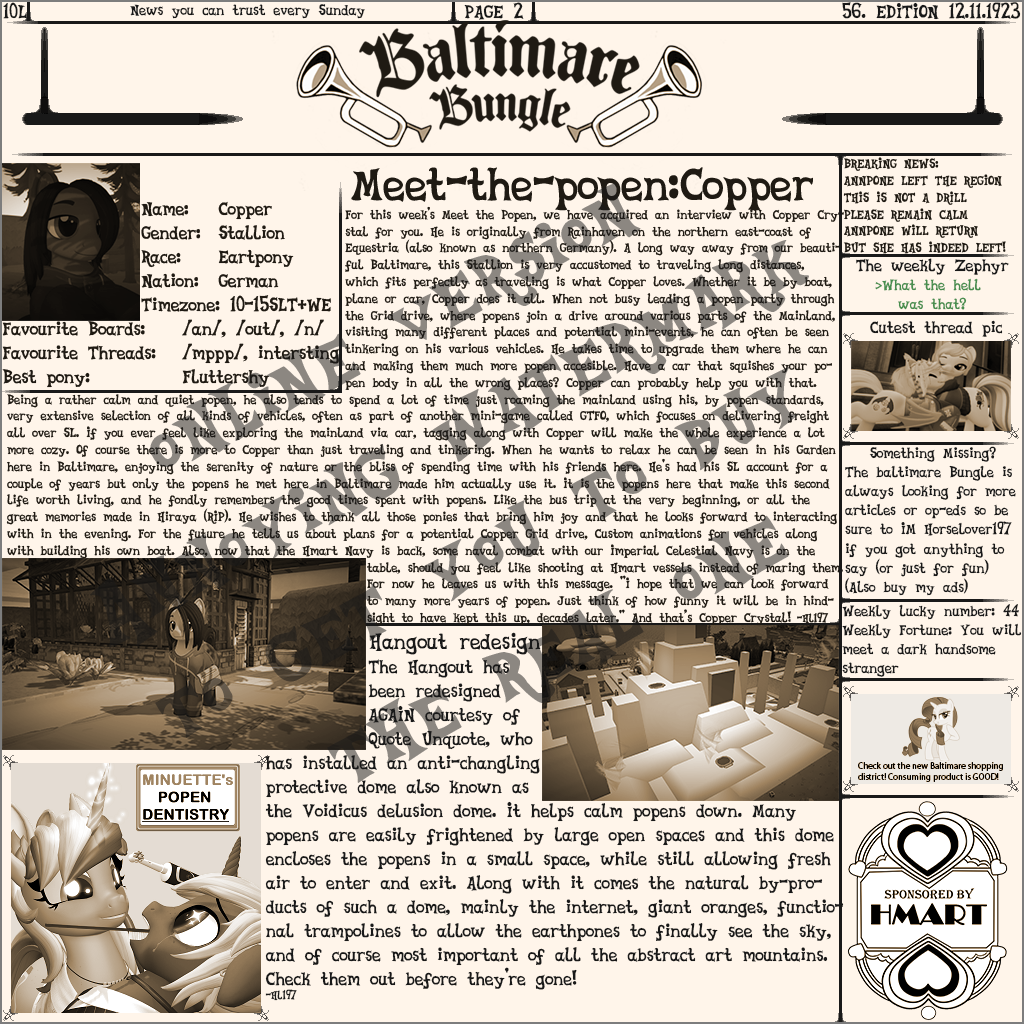 10L
News you can trust every Sunday
PAGE 2
56. EDITION 12.11.1923
Baltimare
Bungle
Name: Copper
Gender: Stallion
Race: Eartpony
Nation: German
Timezone: 10-15SLT+WE
Favourite Boards: /an/, /out/, /n/
Favourite Threads: /mppp/, intersting
Best pony: Fluttershy
Meet-the-popen:Copper
For this week's Meet the Popen, we have acquired an interview with Copper Cry-
stal for you. He is originally from Rainhaven on the northern east-coast of
Equestria (also known as northern Germany). A long way away from our beauti-
ful Baltimare, this stallion is very accustomed to traveling long distances,
which fits perfectly as traveling is what Copper loves. Whether it be by boat,
plane or car, Copper does it all. When not busy leading a popen party through
the Grid drive, where popens join a drive around various parts of the Mainland,
visiting many different places and potential mini-events, he can often be seen
tinkering on his various vehicles. He takes time to upgrade them where he can
and making them much more popen accesible. Have a car that squishes your po-
pen body in all the wrong places? Copper can probably help you with that.
Being a rather calm and quiet popen, he also tends to spend a lot of time just roaming the mainland using his, by popen standards,
very extensive selection of all kinds of vehicles, often as part of another mini-game called GTFO, which focuses on delivering freight
all over SL. if you ever feel like exploring the mainland via car, tagging along with Copper will make the whole experience a lot
more cozy. Of course there is more to Copper than just traveling and tinkering. When he wants to relax he can be seen in his Garden
here in Baltimare, enjoying the serenity of nature and bliss of spending time with his friends here. He's had his SL account for a
couple of years but only the popens he met here in Baltimare made him actually use it. it is the popens here that make this second
life worth living, and he fondly remembers the good times spent with popens. Like the bus trip at the very beginning, or all the
great memories made in Hiraya (RiP). He wishes to thank all those ponies that bring him joy and that he looks forward to interacting
with in the evening. For the future he tells us about plans for a potential Copper Grid drive, Custom animations for vehicles along
with building his own boat. Also, now that the Hmart Navy is back, some naval combat with our imperial Celestial Navy is on the
table, should you feel like shooting at Hmart vessels instead of maring them.
For now he leaves us with this message. "i hope that we can look forward
to many more years of popen. Just think of how funny it will be in hind-
sight to have kept this up, decades later." And that's Copper Crystal! -HL197
Hangout redesign
The Hangout has
been redesigned
AGAiN courtesy of
Quote Unquote, who
has installed an anti-changling
protective dome also known as
the Voidicus delusion dome. it helps calm popens down. Many
popens are easily frightened by large open spaces and this dome
encloses the popens in a small space, while still allowing fresh
air to enter and exit. Along with it comes the natural by-pro-
ducts of such a dome, mainly the internet, giant oranges, functio-
nal trampolines to allow the earthpones to finally see the sky,
and of course most important of all the abstract art mountains.
Check them out before they're gone!
-HL197
MINUETTE's
POPEN
DENTISTRY
BREAKING NEWS:
ANNPONE LEFT THE REGION
THIS IS NOT A DRILL
PLEASE REMAIN CALM
ANNPONE WILL RETURN
BUT SHE HAS INDEED LEFT!
The weekly Zephyr
>What the hell
was that?
Cutest thread pic
Something Missing?
The baltimare Bungle is
always looking for more
articles or op-eds so be
sure to iM Horselover197
if you got anything to
say (or just for fun)
(Also buy my ads)
Weekly lucky number: 44
Weekly Fortune: You will
meet a dark handsome
stranger
Check out the new Baltimare shopping
district! Consuming product is GOOD!
SPONSORED BY
HMART
ONLINE VERSION
ANNOYING WATERMARK
TO GET YOU TO BUY
THE REAL ONE